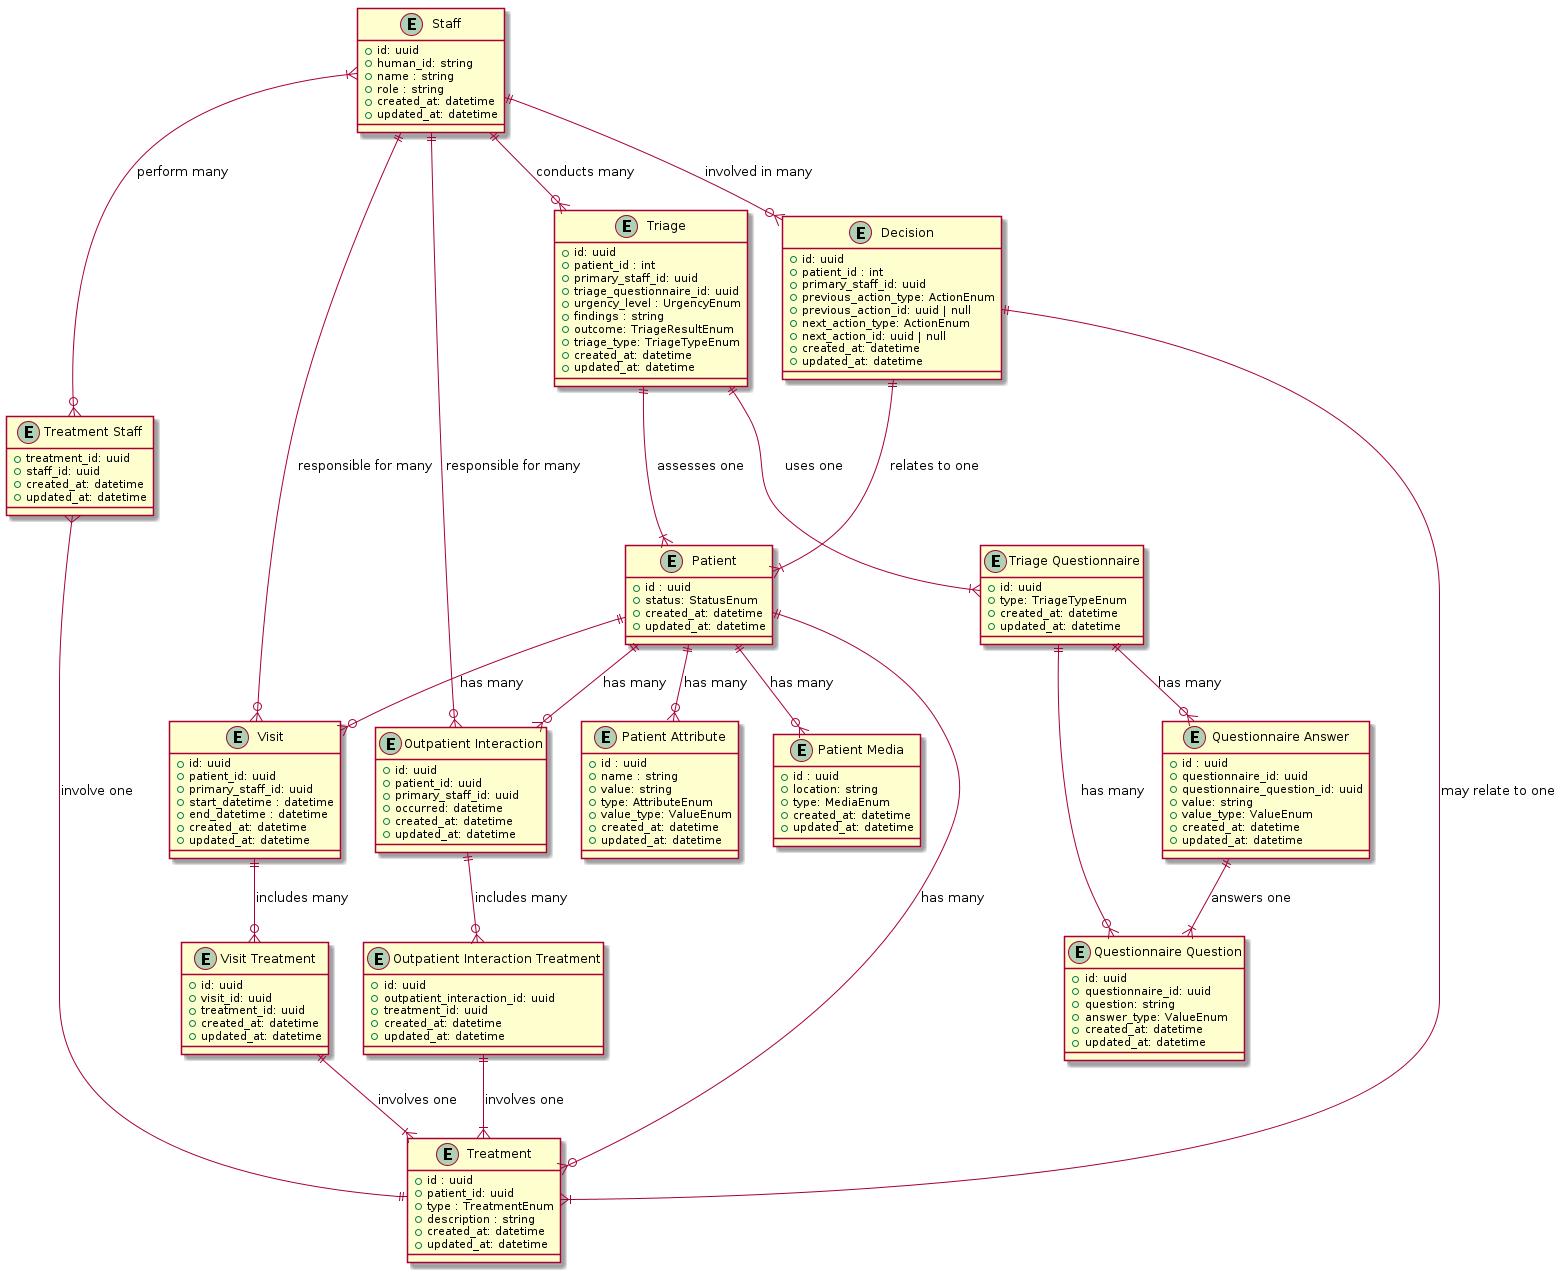 E Staff
id: uuid
human_id: string
name : string
role : string
created_at: datetime
updated_at: datetime
perform many
conducts many
involved in many
E Triage
id: uuid
patient_id : int
primary_staff_id: uuid
triage_questionnaire_id: uuid
urgency_level : UrgencyEnum
findings : string
outcome: TriageResultEnum
triage_type: TriageTypeEnum
created_at: datetime
updated_at: datetime
E Decision
id: uuid
patient_id : int
primary_staff_id: uuid
previous_action_type: ActionEnum
previous_action_id: uuid | null
next_action_type: ActionEnum
next_action_id: uuid | null
created_at: datetime
updated_at: datetime
E Treatment Staff
treatment_id: uuid
staff_id: uuid
created_at: datetime
updated_at: datetime
responsible for many
responsible for many
assesses one
uses one
relates to one
E Patient
id : uuid
status: StatusEnum
created_at: datetime
updated_at: datetime
E Triage Questionnaire
id: uuid
type: TriageTypeEnum
created_at: datetime
updated_at: datetime
has many
has many
has many
has many
has many
E Visit
id: uuid
patient_id: uuid
primary_staff_id: uuid
start_datetime : datetime
end_datetime : datetime
created_at: datetime
updated_at: datetime
E Outpatient Interaction
id: uuid
patient_id: uuid
primary_staff_id: uuid
occurred: datetime
created_at: datetime
updated_at: datetime
E Patient Attribute
id : uuid
name : string
value: string
type: AttributeEnum
value_type: ValueEnum
created_at: datetime
updated_at: datetime
E Patient Media
id : uuid
location: string
type: MediaEnum
created_at: datetime
updated_at: datetime
E Questionnaire Answer
id : uuid
questionnaire_id: uuid
questionnaire_question_id: uuid
value: string
value_type: ValueEnum
created_at: datetime
updated_at: datetime
involve one
has many
may relate to one
includes many
includes many
has many
answers one
E Visit Treatment
id: uuid
visit_id: uuid
treatment_id: uuid
created_at: datetime
updated_at: datetime
E Outpatient Interaction Treatment
id: uuid
outpatient_interaction_id: uuid
treatment_id: uuid
created_at: datetime
updated_at: datetime
E Questionnaire Question
id: uuid
questionnaire_id: uuid
question: string
answer_type: ValueEnum
created_at: datetime
updated_at: datetime
involves one
involves one
E Treatment
id : uuid
patient_id: uuid
type : TreatmentEnum
description : string
created_at: datetime
updated_at: datetime